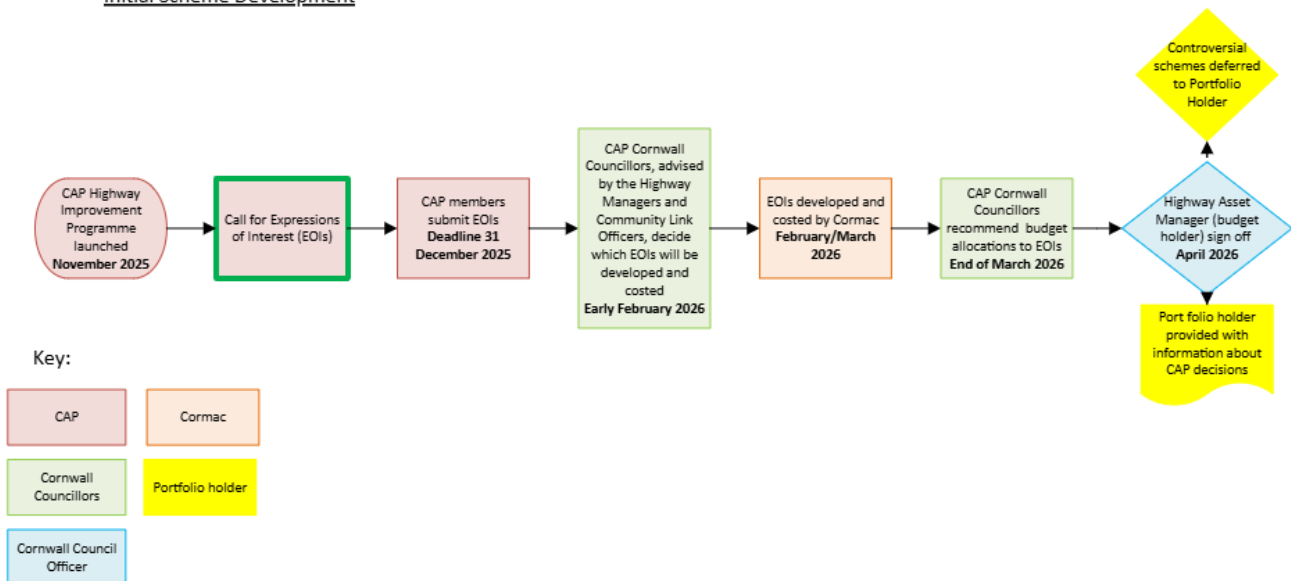 Initial Scheme Development
Controversial
schemes deferred
to Portfolio
Holder
CAP Highway
Improvement
Programme
launched
November 2025
Call for Expressions
of Interest (EOIs)
CAP members
submit EOIs
Deadline 31
December 2025
CAP Cornwall
Councillors, advised
by the Highway
Managers and
Community Link
Officers, decide
which EOIs will be
developed and
costed
Early February 2026
EOIs developed and
costed by Cormac
February/March
2026
CAP Cornwall
Councillors
recommend budget
allocations to EOIs
End of March 2026
Highway Asset
Manager (budget
holder) sign off
April 2026
Port folio holder
provided with
information about
CAP decisions
Key:
CAP
Cormac
Cornwall
Councillors
Portfolio holder
Cornwall Council
Officer